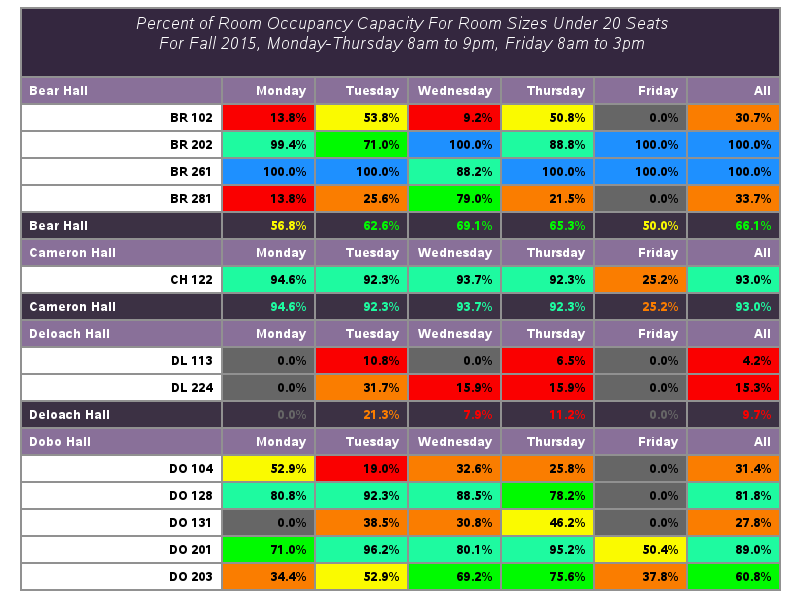 Percent of Room Occupancy Capacity For Room Sizes Under 20 Seats
For Fall 2015, Monday-Thursday 8am to 9pm, Friday 8am to 3pm
Bear Hall Monday Tuesday Wednesday Thursday Friday All
BR 102 13.8% 53.8% 9.2% 50.8% 0.0% 30.7%
BR 202 99.4% 71.0% 100.0% 88.8% 100.0% 100.0%
BR 261 100.0% 100.0% 88.2% 100.0% 100.0% 100.0%
BR 281 13.8% 25.6% 79.0% 21.5% 0.0% 33.7%
Bear Hall 56.8% 62.6% 69.1% 65.3% 50.0% 66.1%
Cameron Hall Monday Tuesday Wednesday Thursday Friday All
CH 122 94.6% 92.3% 93.7% 92.3% 25.2% 93.0%
Cameron Hall 94.6% 92.3% 93.7% 92.3% 25.2% 93.0%
Deloach Hall Monday Tuesday Wednesday Thursday Friday All
DL 113 0.0% 10.8% 0.0% 6.5% 0.0% 4.2%
DL 224 0.0% 31.7% 15.9% 15.9% 0.0% 15.3%
Deloach Hall 0.0% 21.3% 7.9% 11.2% 0.0% 9.7%
Dobo Hall Monday Tuesday Wednesday Thursday Friday All
DO 104 52.9% 19.0% 32.6% 25.8% 0.0% 31.4%
DO 128 80.8% 92.3% 88.5% 78.2% 0.0% 81.8%
DO 131 0.0% 38.5% 30.8% 46.2% 0.0% 27.8%
DO 201 71.0% 96.2% 80.1% 95.2% 50.4% 89.0%
DO 203 34.4% 52.9% 69.2% 75.6% 37.8% 60.8%